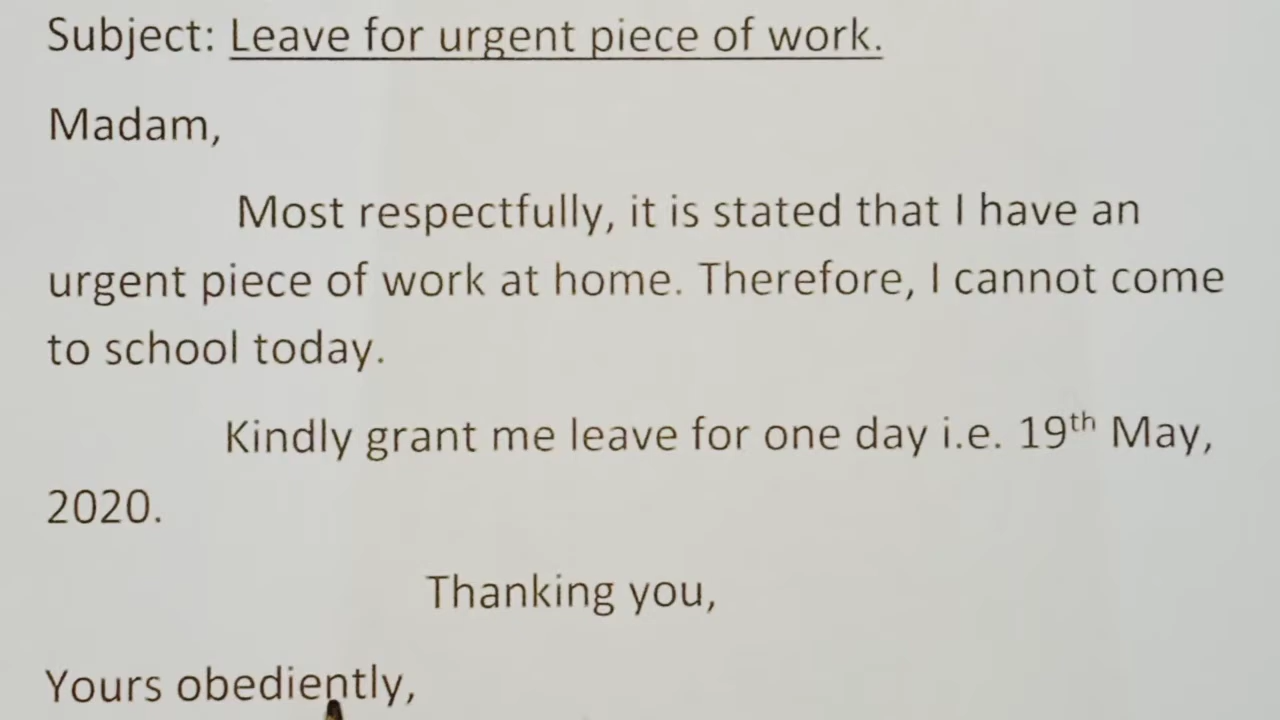 Subject: Leave for urgent piece of work.
Madam,
Most respectfully, it is stated that I have an
urgent piece of work at home. Therefore, I cannot come
to school today.
Kindly grant me leave for one day i.e. 19th May,
2020.
Thanking you,
Yours obediently,